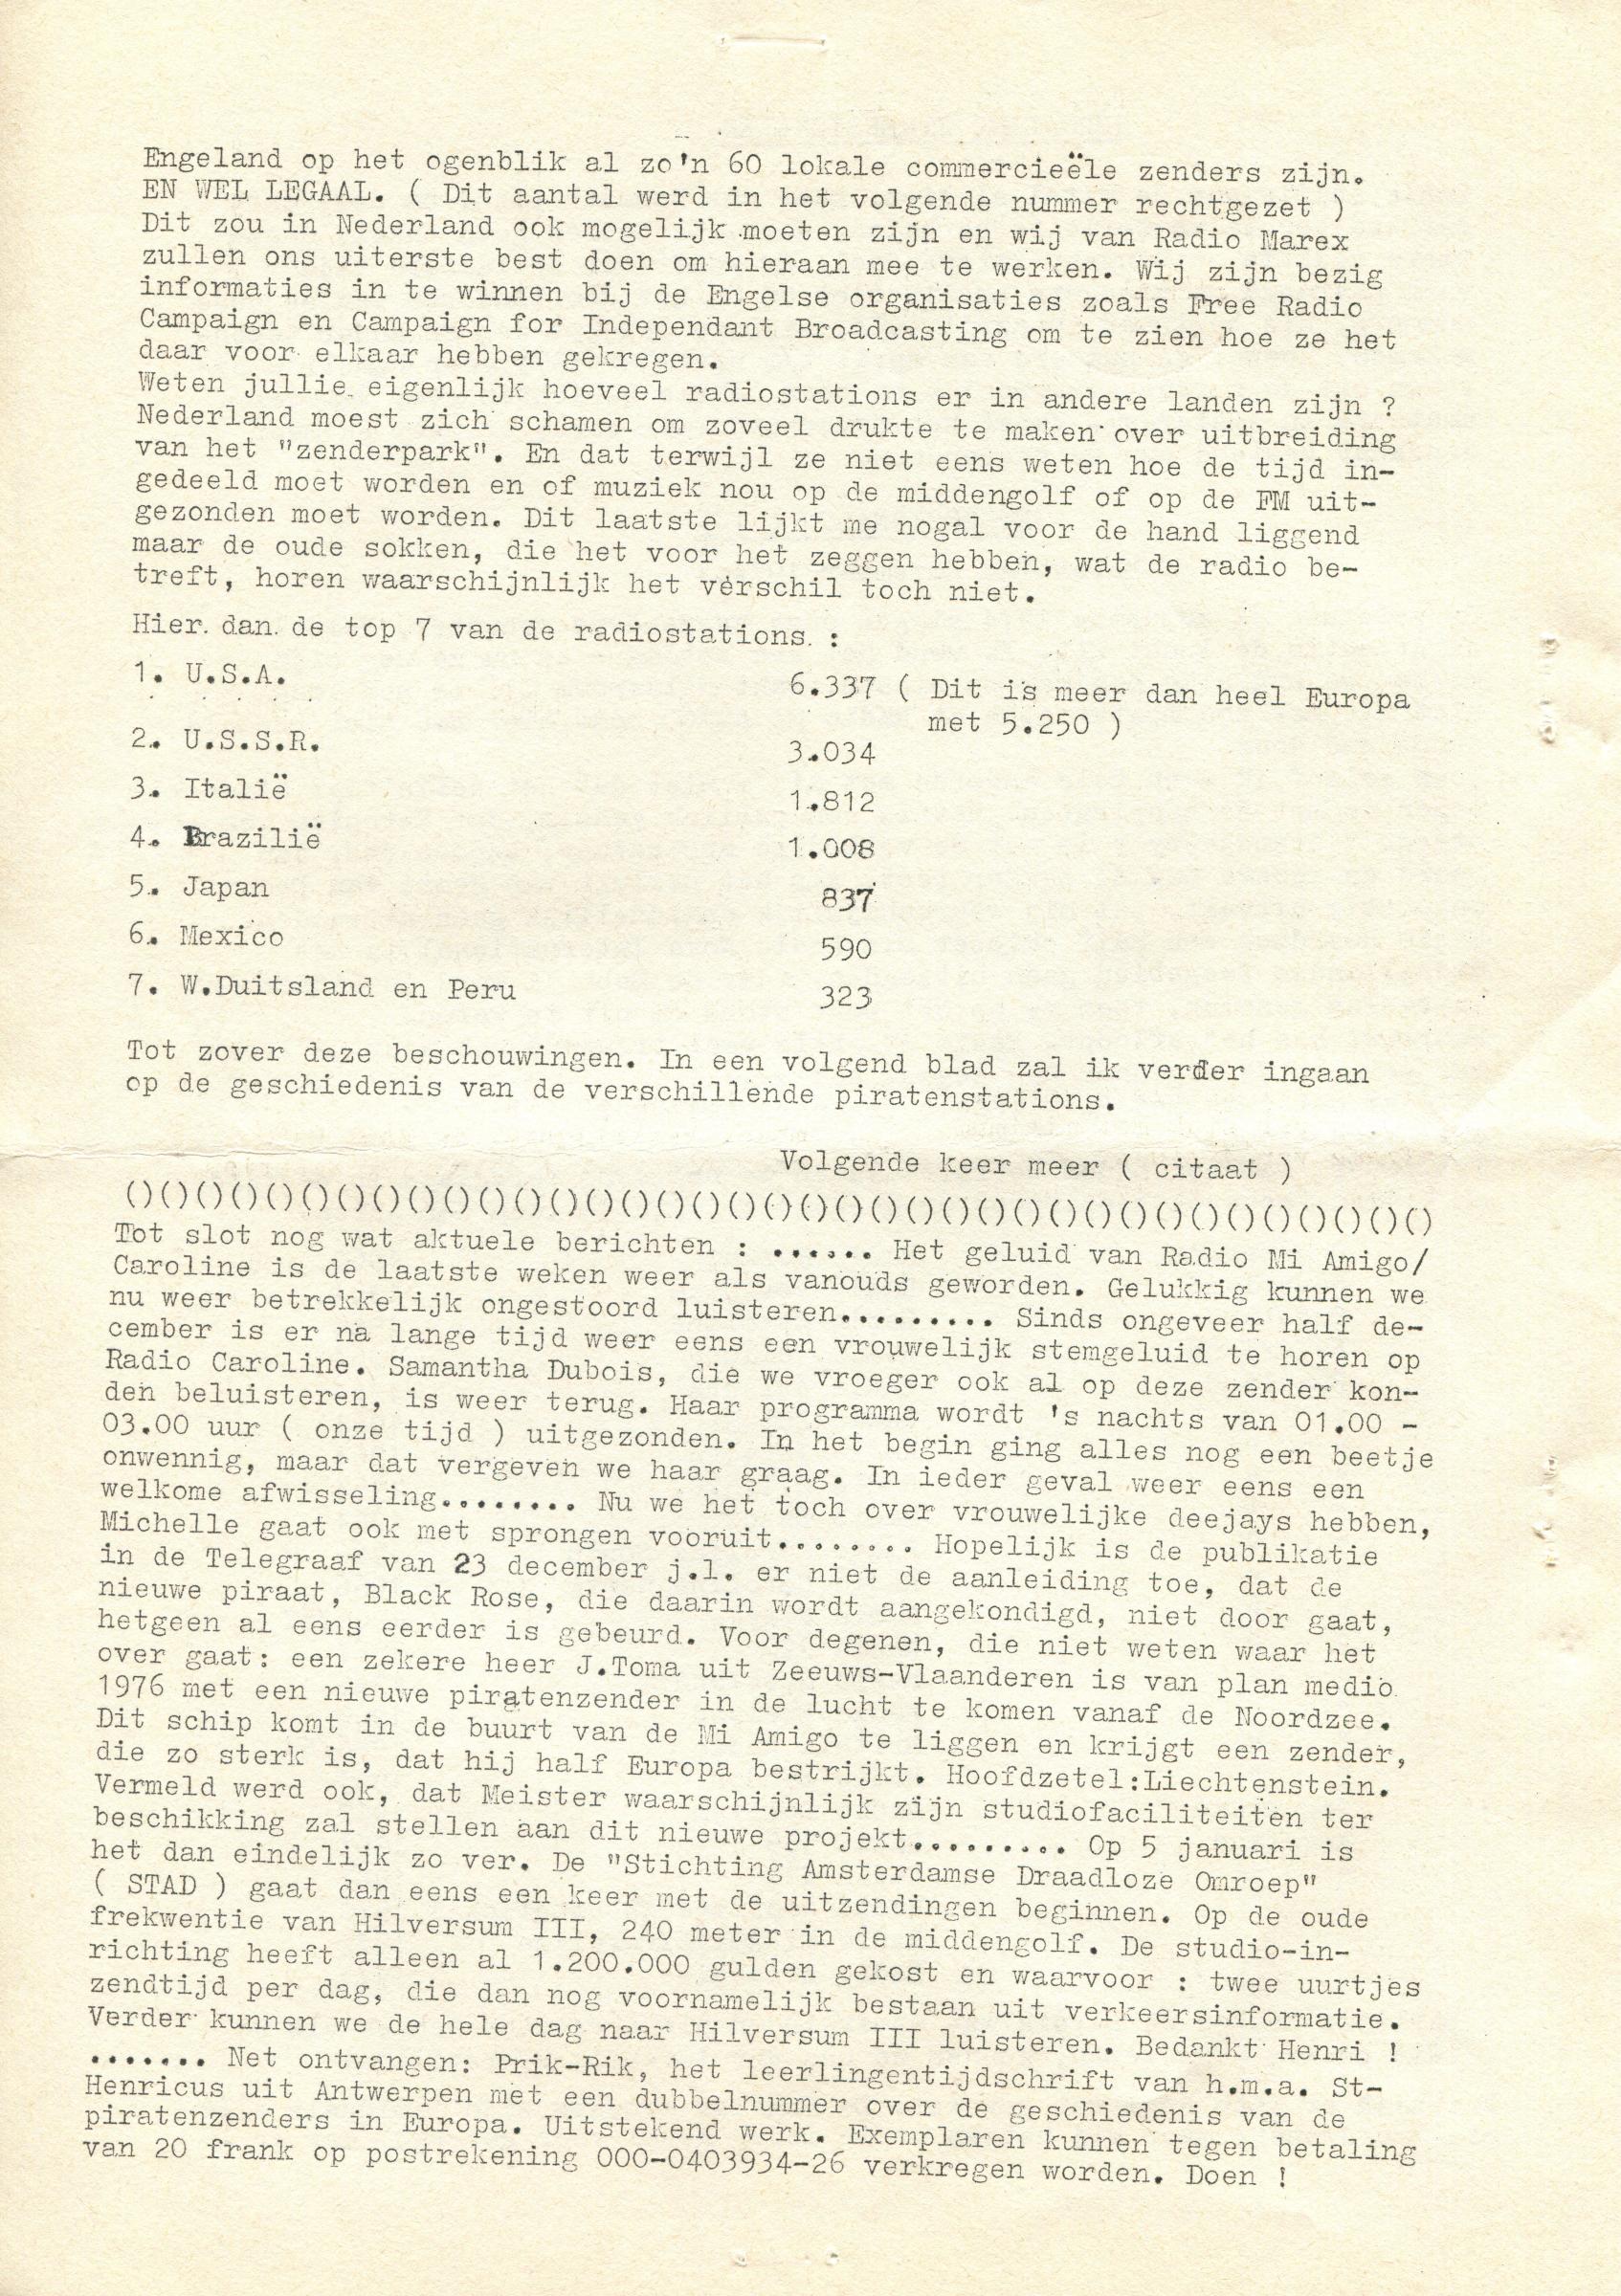 Engeland op het ogenblik al zo'n 60 lokale commercieële zenders zijn.
EN WEL LEGAAL. ( Dit aantal werd in het volgende nummer rechtgezet )
Dit zou in Nederland ook mogelijk moeten zijn en wij van Radio Marex
zullen ons uiterste best doen om hieraan mee te werken. Wij zijn bezig
informaties in te winnen bij de Engelse organisaties zoals Free Radio
Campaign en Campaign for Independant Broadcasting om te zien hoe ze het
daar voor elkaar hebben gekregen.
Weten jullie eigenlijk hoeveel radiostations er in andere landen zijn ?
Nederland moest zich schamen om zoveel drukte te maken over uitbreiding
van het "zenderpark". En dat terwijl ze niet eens weten hoe de tijd in-
gedeeld moet worden en of muziek nou op de middengolf of op de FM uit-
gezonden moet worden. Dit laatste lijkt me nogal voor de hand liggend
maar de oude sokken, die het voor het zeggen hebben, wat de radio be-
treft, horen waarschijnlijk het verschil toch niet.
Hier dan de top 7 van de radiostations :
1. U.S.A. 6.337 ( Dit is meer dan heel Europa
met 5.250 )
2. U.S.S.R. 3.034
3. Italië 1.812
4. Brazilië 1.008
5. Japan 837
6. Mexico 590
7. W.Duitsland en Peru 323
Tot zover deze beschouwingen. In een volgend blad zal ik verder ingaan
op de geschiedenis van de verschillende piratenstations.
Volgende keer meer ( citaat )
()()()()()()()()()()()()()()()()()()()()()()()()()()()()()()()()()()()()()
Tot slot nog wat aktuele berichten : ...... Het geluid van Radio Mi Amigo/
Caroline is de laatste weken weer als vanouds geworden. Gelukkig kunnen we
nu weer betrekkelijk ongestoord luisteren......... Sinds ongeveer half de-
cember is er na lange tijd weer eens een vrouwelijk stemgeluid te horen op
Radio Caroline. Samantha Dubois, die we vroeger ook al op deze zender kon-
den beluisteren, is weer terug. Haar programma wordt 's nachts van 01.00 -
03.00 uur ( onze tijd ) uitgezonden. In het begin ging alles nog een beetje
onwennig, maar dat vergeven we haar graag. In ieder geval weer eens een
welkome afwisseling........ Nu we het toch over vrouwelijke deejays hebben,
Michelle gaat ook met sprongen vooruit........ Hopelijk is de publikatie
in de Telegraaf van 23 december j.l. er niet de aanleiding toe, dat de
nieuwe piraat, Black Rose, die daarin wordt aangekondigd, niet door gaat,
hetgeen al eens eerder is gebeurd. Voor degenen, die niet weten waar het
over gaat: een zekere heer J.Toma uit Zeeuws-Vlaanderen is van plan medio
1976 met een nieuwe piratenzender in de lucht te komen vanaf de Noordzee.
Dit schip komt in de buurt van de Mi Amigo te liggen en krijgt een zender,
die zo sterk is, dat hij half Europa bestrijkt. Hoofdzetel:Liechtenstein.
Vermeld werd ook, dat Meister waarschijnlijk zijn studiofaciliteiten ter
beschikking zal stellen aan dit nieuwe projekt......... Op 5 januari is
het dan eindelijk zo ver. De "Stichting Amsterdamse Draadloze Omroep"
( STAD ) gaat dan eens een keer met de uitzendingen beginnen. Op de oude
frekwentie van Hilversum III, 240 meter in de middengolf. De studio-in-
richting heeft alleen al 1.200.000 gulden gekost en waarvoor : twee uurtjes
zendtijd per dag, die dan nog voornamelijk bestaan uit verkeersinformatie.
Verder kunnen we de hele dag naar Hilversum III luisteren. Bedankt Henri !
....... Net ontvangen: Prik-Rik, het leerlingentijdschrift van h.m.a. St-
Henricus uit Antwerpen met een dubbelnummer over de geschiedenis van de
piratenzenders in Europa. Uitstekend werk. Exemplaren kunnen tegen betaling
van 20 frank op postrekening 000-0403934-26 verkregen worden. Doen !